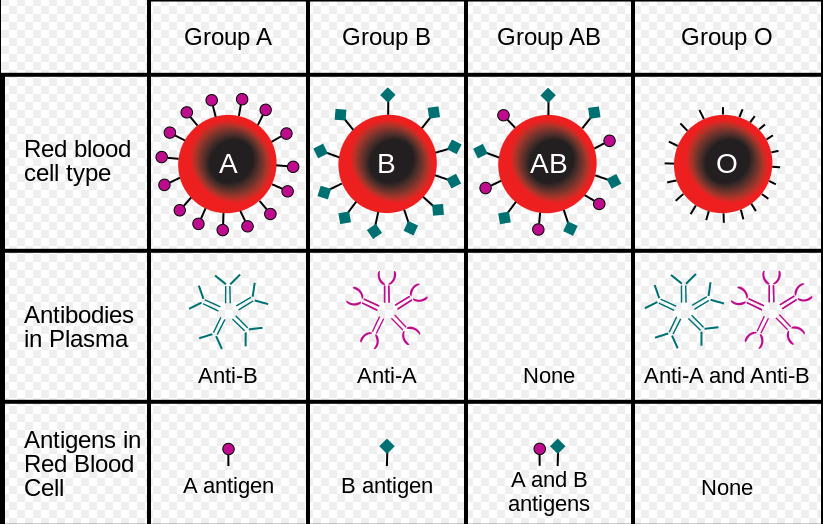 Group A
Group B
Group AB
Group O
Red blood
cell type
A
B
AB
O
Antibodies
in Plasma
Anti-B
Anti-A
None
Anti-A and Anti-B
Antigens in
Red Blood
Cell
A antigen
B antigen
A and B
antigens
None